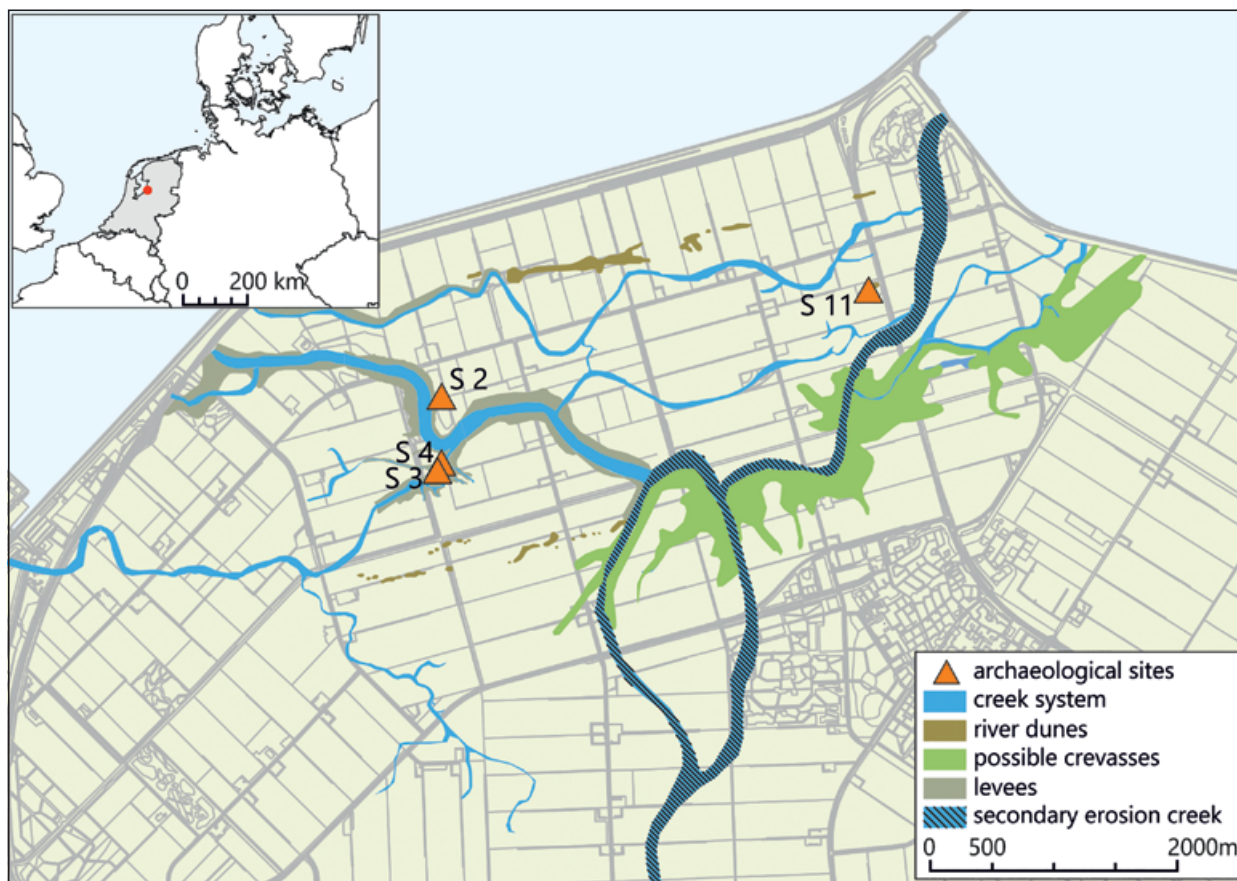 0 200 km
S 11
S 2
S 4
S 3
archaeological sites
creek system
river dunes
possible crevasses
levees
secondary erosion creek
0 500 2000m